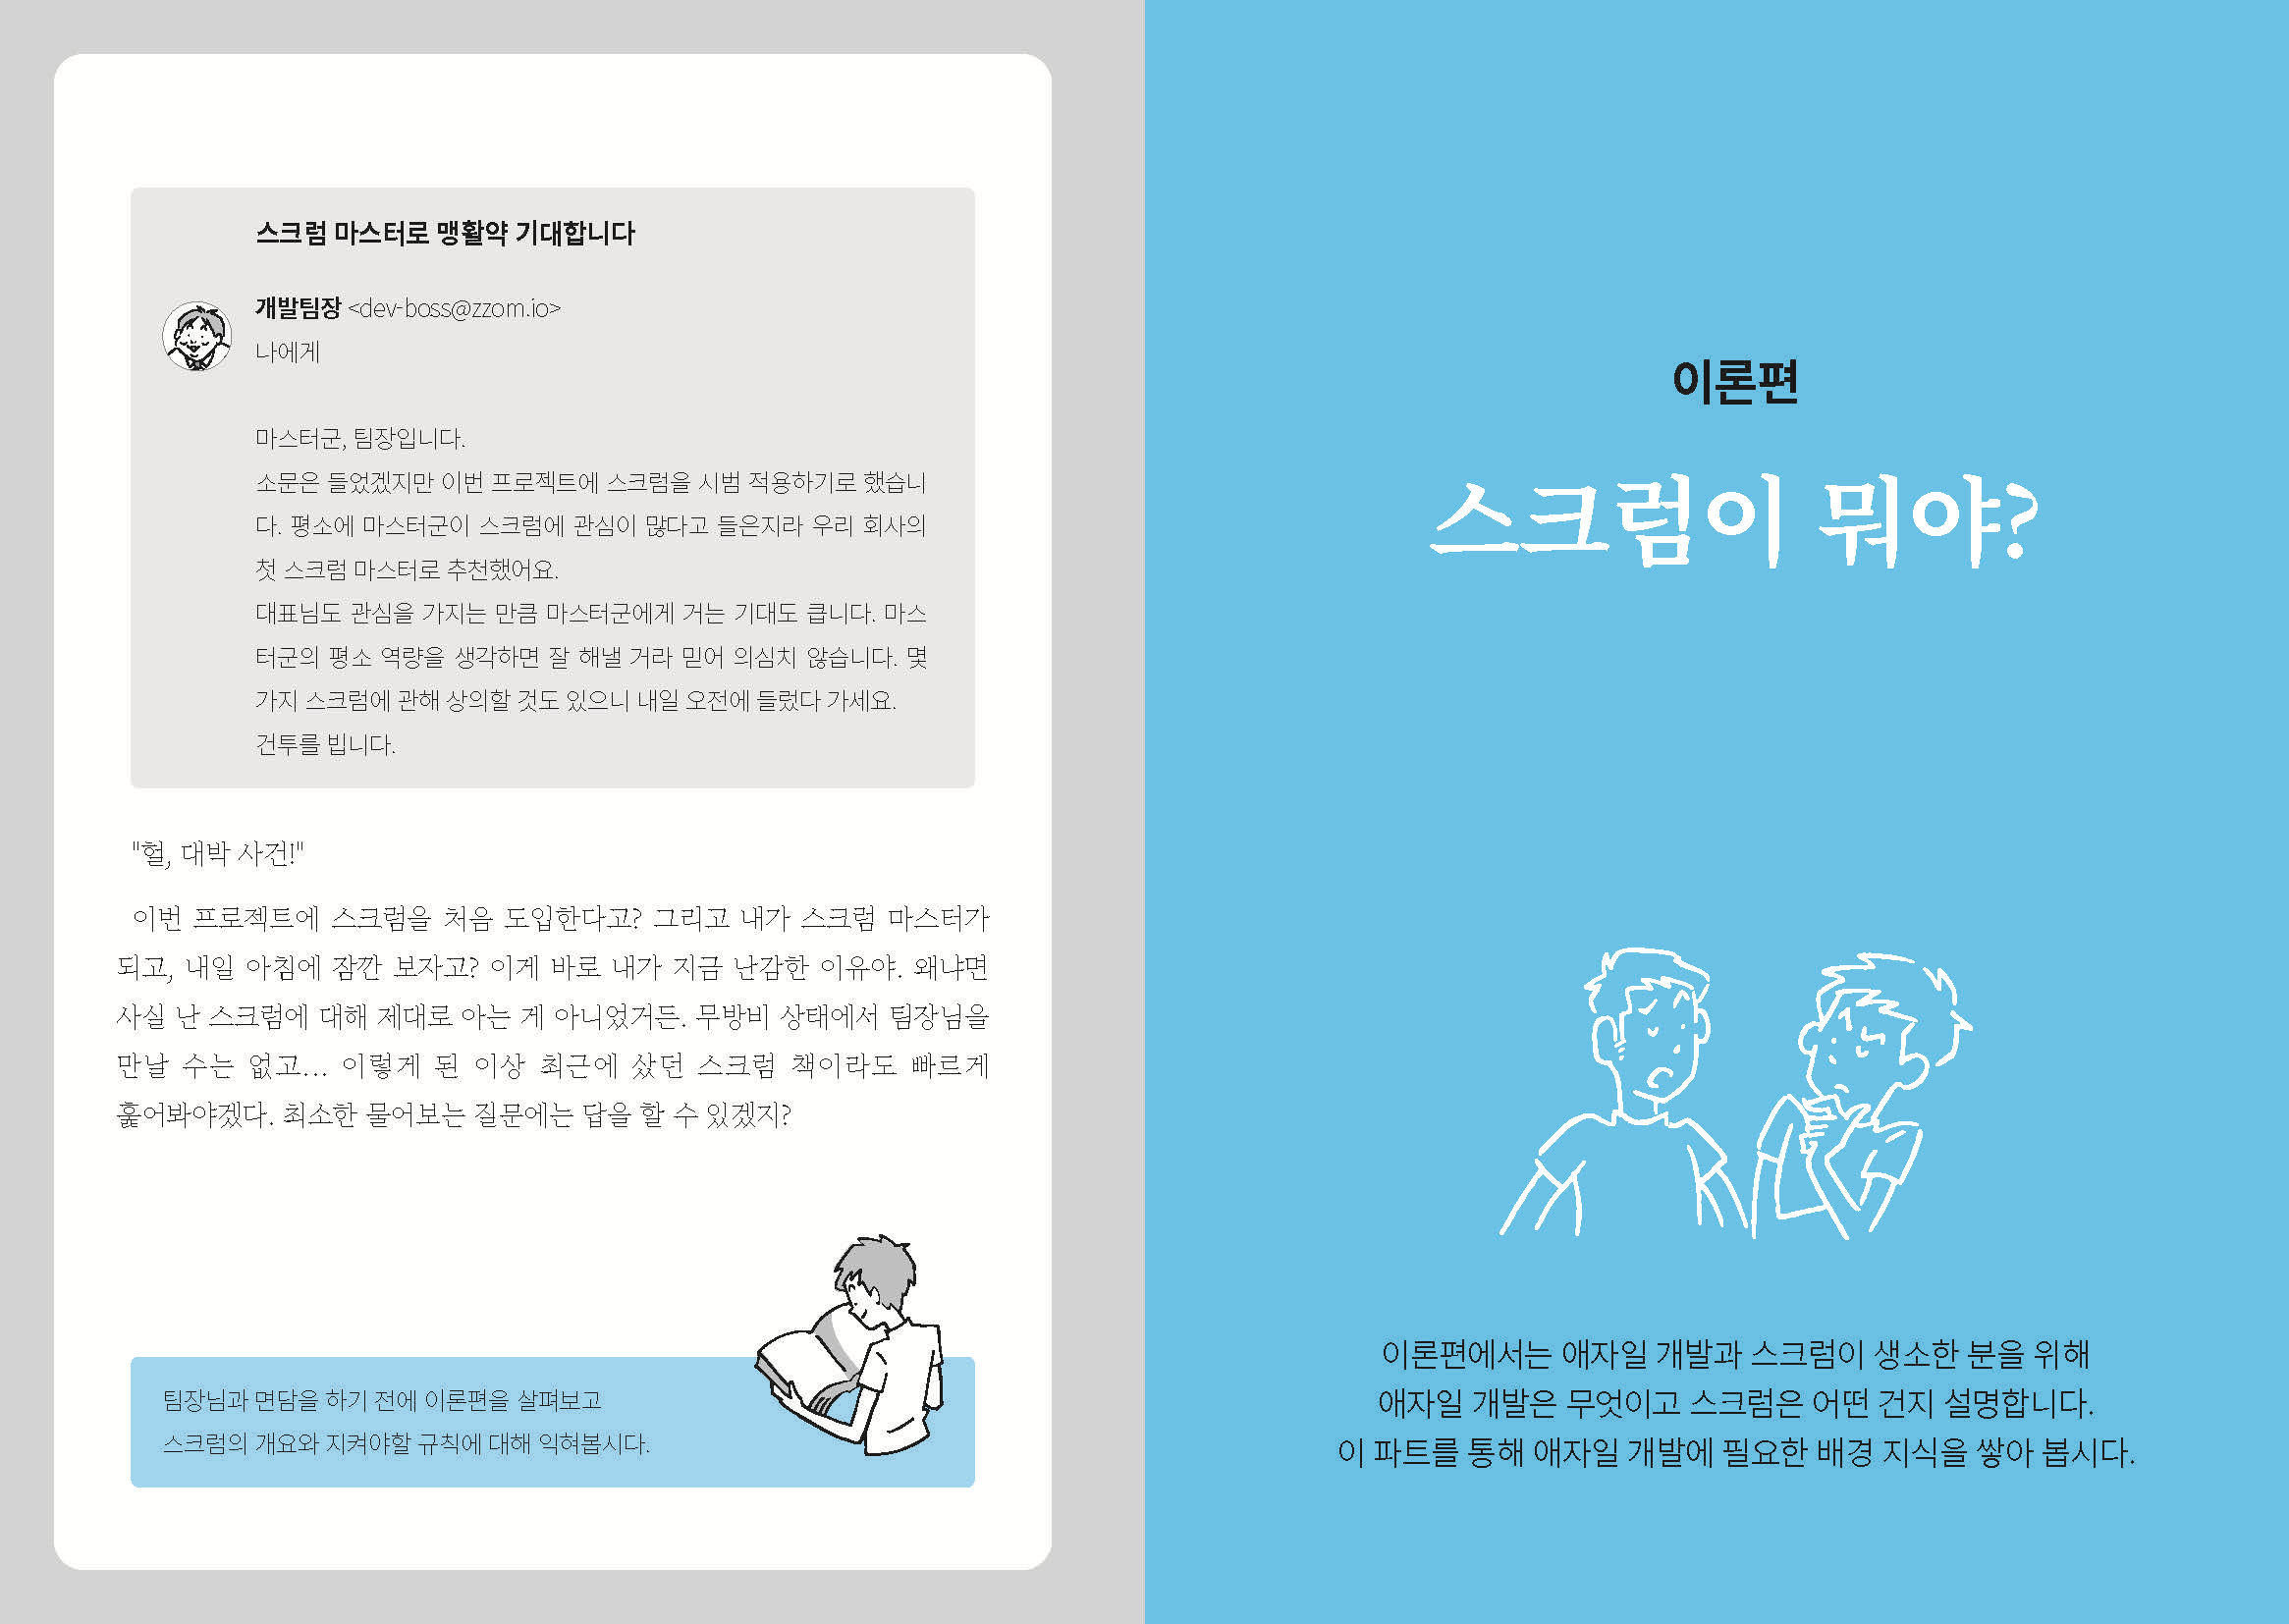 스크럼 마스터로 맹활약 기대합니다
개발팀장 <dev-boss@zzom.io>
나에게
마스터군, 팀장입니다.
소문은 들었겠지만 이번 프로젝트에 스크럼을 시범 적용하기로 했습니
다. 평소에 마스터군이 스크럼에 관심이 많다고 들은지라 우리 회사의
첫 스크럼 마스터로 추천했어요.
대표님도 관심을 가지는 만큼 마스터군에게 거는 기대도 큽니다. 마스
터군의 평소 역량을 생각하면 잘 해낼 거라 믿어 의심치 않습니다. 몇
가지 스크럼에 관해 상의할 것도 있으니 내일 오전에 들렀다 가세요.
건투를 빕니다.
"헐, 대박 사건!"
이번 프로젝트에 스크럼을 처음 도입한다고? 그리고 내가 스크럼 마스터가
되고, 내일 아침에 잠깐 보자고? 이게 바로 내가 지금 난감한 이유야. 왜냐면
사실 난 스크럼에 대해 제대로 아는 게 아니었거든. 무방비 상태에서 팀장님을
만날 수는 없고... 이렇게 된 이상 최근에 샀던 스크럼 책이라도 빠르게
훑어봐야겠다. 최소한 물어보는 질문에는 답을 할 수 있겠지?
팀장님과 면담을 하기 전에 이론편을 살펴보고
스크럼의 개요와 지켜야할 규칙에 대해 익혀봅시다.
이론편
스크럼이 뭐야?
이론편에서는 애자일 개발과 스크럼이 생소한 분을 위해
애자일 개발은 무엇이고 스크럼은 어떤 건지 설명합니다.
이 파트를 통해 애자일 개발에 필요한 배경 지식을 쌓아 봅시다.